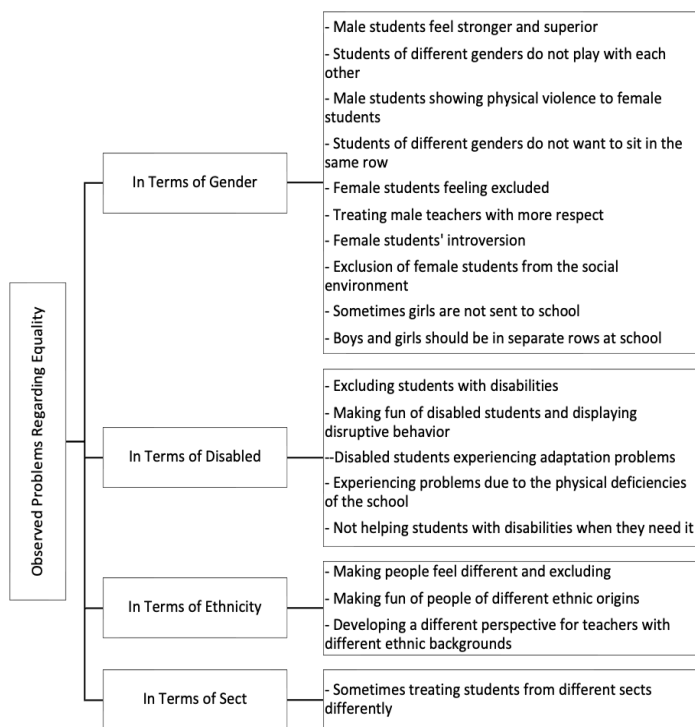 Observed Problems Regarding Equality
In Terms of Gender
- Male students feel stronger and superior
- Students of different genders do not play with each
other
- Male students showing physical violence to female
students
- Students of different genders do not want to sit in the
same row
- Female students feeling excluded
- Treating male teachers with more respect
- Female students' introversion
- Exclusion of female students from the social
environment
- Sometimes girls are not sent to school
- Boys and girls should be in separate rows at school
In Terms of Disabled
- Excluding students with disabilities
- Making fun of disabled students and displaying
disruptive behavior
--Disabled students experiencing adaptation problems
- Experiencing problems due to the physical deficiencies
of the school
- Not helping students with disabilities when they need it
In Terms of Ethnicity
- Making people feel different and excluding
- Making fun of people of different ethnic origins
- Developing a different perspective for teachers with
different ethnic backgrounds
In Terms of Sect
- Sometimes treating students from different sects
differently